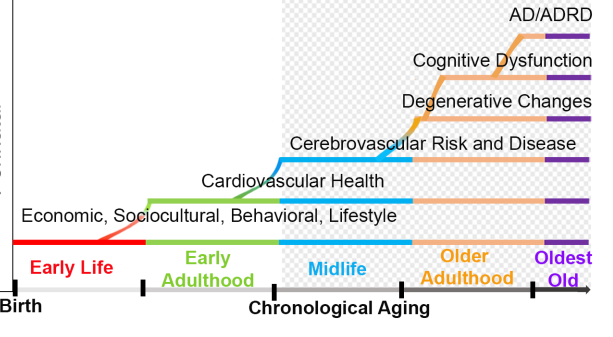 AD/ADRD
Cognitive Dysfunction
Degenerative Changes
Cerebrovascular Risk and Disease
Cardiovascular Health
Economic, Sociocultural, Behavioral, Lifestyle
Early Life
Early
Adulthood
Midlife
Older
Adulthood
Oldest
Old
Birth
Chronological Aging